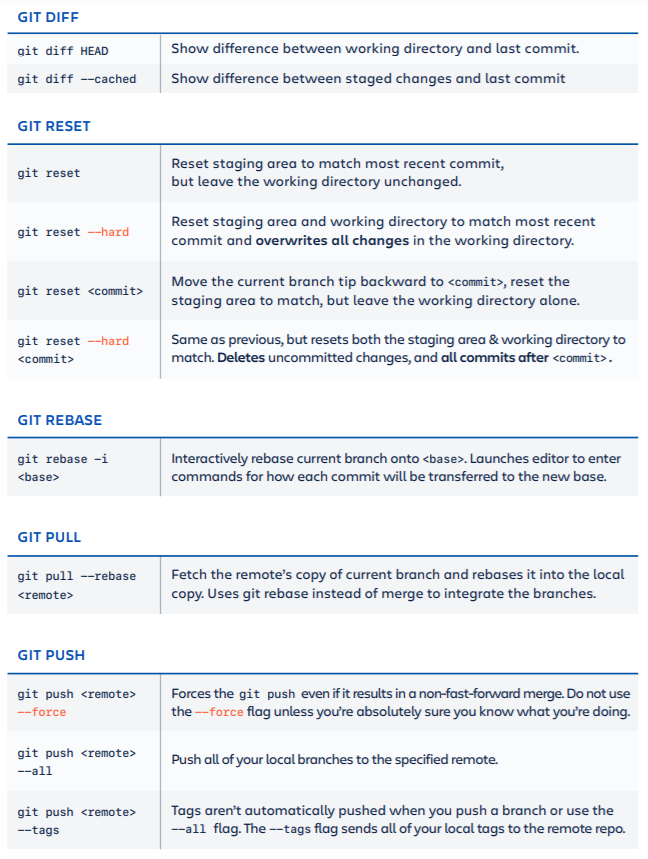 GIT DIFF
git diff HEAD
Show difference between working directory and last commit.
git diff --cached
Show difference between staged changes and last commit
GIT RESET
git reset
Reset staging area to match most recent commit,
but leave the working directory unchanged.
git reset --hard
Reset staging area and working directory to match most recent
commit and overwrites all changes in the working directory.
git reset <commit>
Move the current branch tip backward to <commit>, reset the
staging area to match, but leave the working directory alone.
git reset --hard
<commit>
Same as previous, but resets both the staging area & working directory to
match. Deletes uncommitted changes, and all commits after <commit>.
GIT REBASE
git rebase -i
<base>
Interactively rebase current branch onto <base>. Launches editor to enter
commands for how each commit will be transferred to the new base.
GIT PULL
git pull --rebase
<remote>
Fetch the remote's copy of current branch and rebases it into the local
copy. Uses git rebase instead of merge to integrate the branches.
GIT PUSH
git push <remote>
--force
Forces the git push even if it results in a non-fast-forward merge. Do not use
the --force flag unless you're absolutely sure you know what you're doing.
git push <remote>
--all
Push all of your local branches to the specified remote.
git push <remote>
--tags
Tags aren't automatically pushed when you push a branch or use the
--all flag. The --tags flag sends all of your local tags to the remote repo.